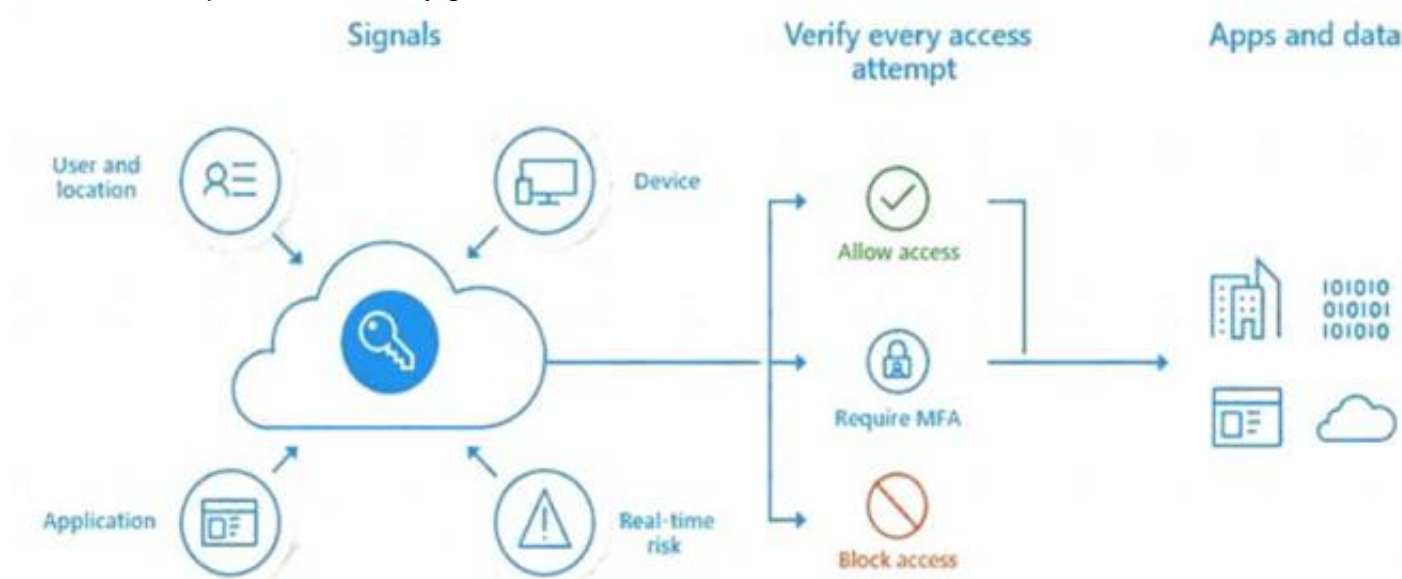 Signals
Verify every access
attempt
Apps and data
User and
location
Device
Allow access
101010
010101
101010
Require MFA
Application
Real-time
risk
Block access